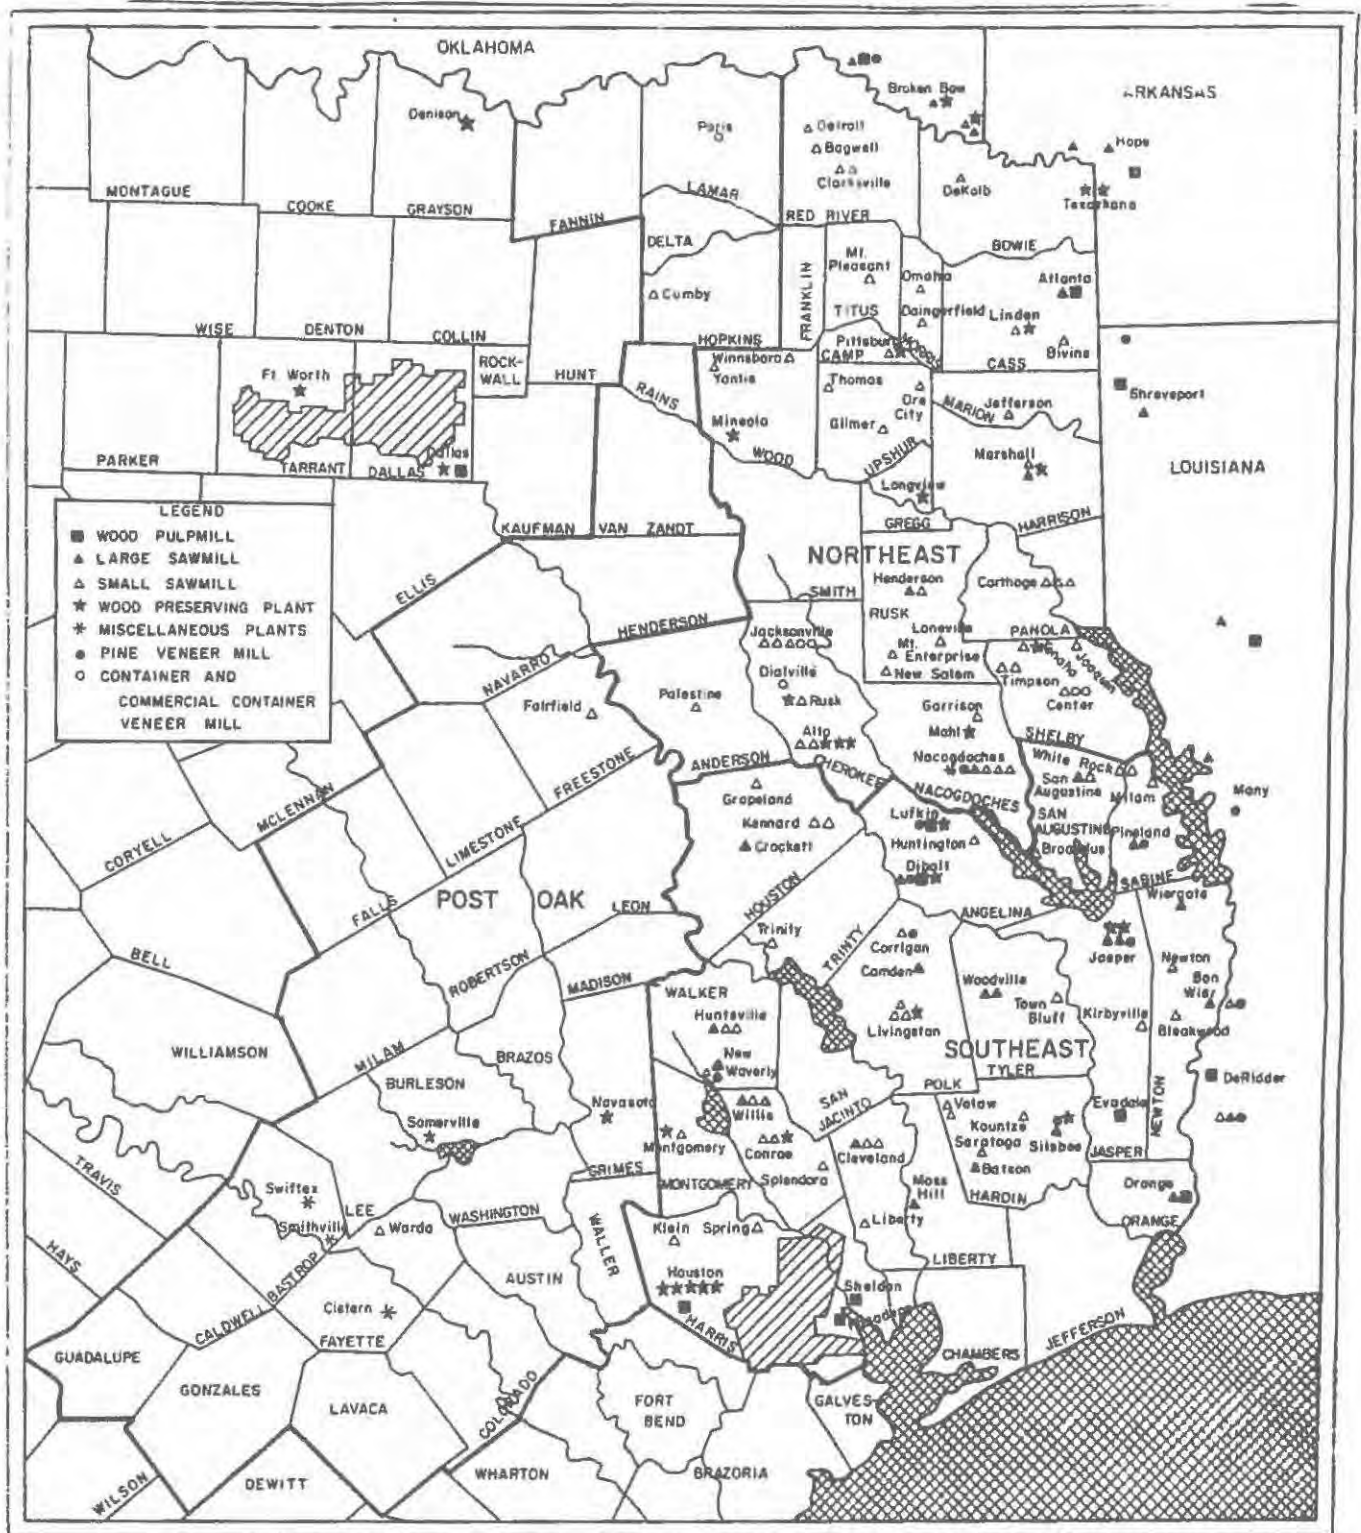 OKLAHOMA
Broken Bow
ARKANSAS
Denison
Paris
Detroit
Bagwell
Clarksville
DeKalb
Hope
Texarkana
MONTAGUE
COOKE
GRAYSON
FANNIN
LAMAR
RED RIVER
BOWIE
DELTA
Mt.
Pleasant
Omaha
Atlanta
Cumby
FRANKLIN
TITUS
Daingerfield
Linden
Bivins
WISE
DENTON
COLLIN
HOPKINS
Pittsburg
CAMP
CASS
ROCK-
WALL
HUNT
Winnsboro
Yantis
Ft Worth
RAINS
Thomas
Ore
City
MARION
Jefferson
Shreveport
Mineola
Gilmer
PARKER
TARRANT
DALLAS
Dallas
WOOD
UPSHUR
Marshall
LOUISIANA
Longview
LEGEND
WOOD PULPMILL
LARGE SAWMILL
SMALL SAWMILL
WOOD PRESERVING PLANT
MISCELLANEOUS PLANTS
PINE VENEER MILL
CONTAINER AND
COMMERCIAL CONTAINER
VENEER MILL
KAUFMAN
VAN ZANDT
GREGG
HARRISON
NORTHEAST
ELLIS
Henderson
Carthage
SMITH
RUSK
HENDERSON
Jacksonville
Laneville
PANOLA
Mt.
Enterprise
New Salem
Joaquin
Timpson
Center
NAVARRO
Dialville
Rusk
Fairfield
Palestine
Garrison
Mahl
Alto
SHELBY
ANDERSON
CHEROKEE
Nacogdoches
White Rock
San
Augustine
Milam
FREESTONE
Grapeland
NACOGDOCHES
Many
MCLENNAN
Kennard
Lufkin
SAN
AUGUSTINE
Pineland
Crockett
Huntington
Broaddus
CORYELL
LIMESTONE
Diboll
SABINE
Wiergate
POST OAK
FALLS
LEON
HOUSTON
ANGELINA
Trinity
TRINITY
Corrigan
Jasper
BELL
ROBERTSON
MADISON
Camden
Newton
WALKER
Woodville
Bon
Wier
Huntsville
Town
Bluff
Kirbyville
Bleakwood
Livingston
WILLIAMSON
MILAM
BRAZOS
New
Waverly
SOUTHEAST
TYLER
DeRidder
BURLESON
POLK
Navasota
Willis
SAN
JACINTO
Votaw
Evadale
NEWTON
Somerville
Kountze
Montgomery
Conroe
Cleveland
Saratoga
Silsbee
JASPER
GRIMES
Batson
TRAVIS
MONTGOMERY
Splendora
Moss
Hill
HARDIN
Orange
Swiftex
LEE
WASHINGTON
Smithville
Warda
Klein
Spring
Liberty
ORANGE
HAYS
WALLER
LIBERTY
BASTROP
AUSTIN
Houston
Sheldon
CALDWELL
Cistern
HARRIS
Pasadena
JEFFERSON
GUADALUPE
FAYETTE
CHAMBERS
GONZALES
LAVACA
COLORADO
FORT
BEND
GALVES-
TON
WILSON
DEWITT
WHARTON
BRAZORIA